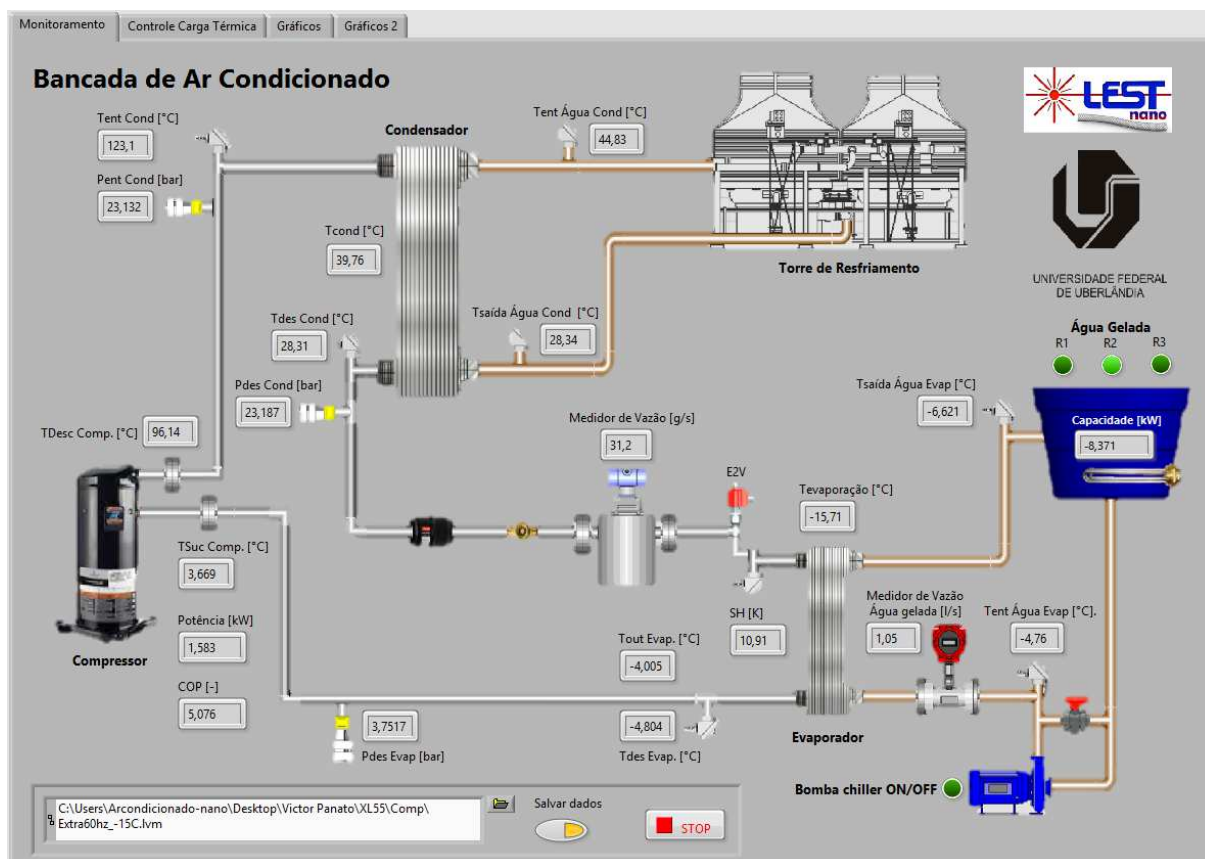 Monitoramento
Controle Carga Térmica
Gráficos
Gráficos 2
Bancada de Ar Condicionado
LEST
nano
UNIVERSIDADE FEDERAL
DE UBERLÂNDIA
Tent Cond [°C]
123,1
Pent Cond [bar]
23,132
Condensador
Tent Água Cond [°C]
44,83
Torre de Resfriamento
Tcond [°C]
39,76
Tdes Cond [°C]
28,31
Tsaída Água Cond [°C]
28,34
Pdes Cond [bar]
23,187
Água Gelada
R1 R2 R3
Tsaída Água Evap [°C]
-6,621
Capacidade [kW]
-8,371
TDesc Comp. [°C]
96,14
Medidor de Vazão [g/s]
31,2
E2V
Tevaporação [°C]
-15,71
TSuc Comp. [°C]
3,669
Potência [kW]
1,583
COP [-]
5,076
Compressor
SH [K]
10,91
Medidor de Vazão
Água gelada [l/s]
1,05
Tent Água Evap [°C].
-4,76
Tout Evap. [°C]
-4,005
-4,804
Tdes Evap. [°C]
3,7517
Pdes Evap [bar]
Evaporador
Bomba chiller ON/OFF
C:\Users\Arcondicionado-nano\Desktop\Victor Panato\XL55\Comp\
Extra60hz_-15C.lvm
Salvar dados
STOP